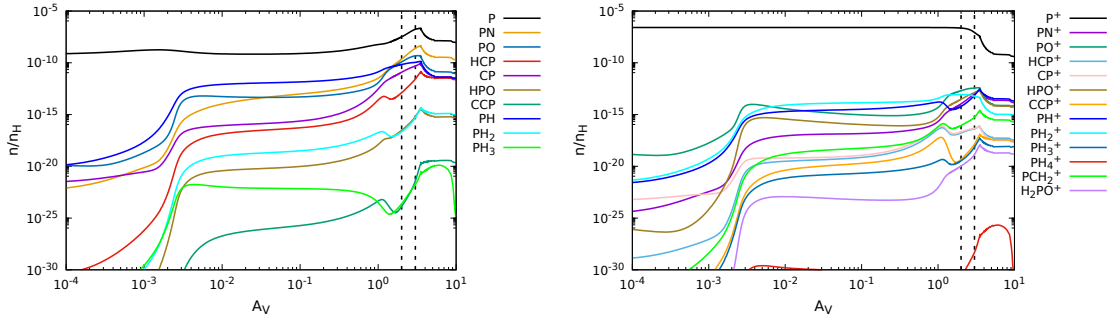 10^-5
10^-10
10^-15
10^-20
10^-25
10^-30
n/n_H
10^-4
10^-3
10^-2
10^-1
10^0
10^1
A_V
P
PN
PO
HCP
CP
HPO
CCP
PH
PH_2
PH_3
10^-5
10^-10
10^-15
10^-20
10^-25
10^-30
n/n_H
10^-4
10^-3
10^-2
10^-1
10^0
10^1
A_V
P^+
PN^+
PO^+
HCP^+
CP^+
HPO^+
CCP^+
PH^+
PH_2^+
PH_3^+
PH_4^+
PCH_2^+
H_2PO^+